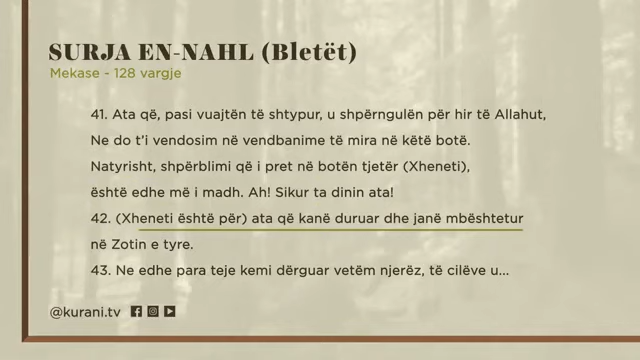 SURJA EN-NAHL (Bletët)
Mekase - 128 vargje
41. Ata që, pasi vuajtën të shtypur, u shpërngulën për hir të Allahut,
Ne do t'i vendosim në vendbanime të mira në këtë botë.
Natyrisht, shpërblimi që i pret në botën tjetër (Xheneti),
është edhe më i madh. Ah! Sikur ta dinin ata!
42. (Xheneti është për) ata që kanë duruar dhe janë mbështetur
në Zotin e tyre.
43. Ne edhe para teje kemi dërguar vetëm njerëz, të cilëve u...
@kurani.tv